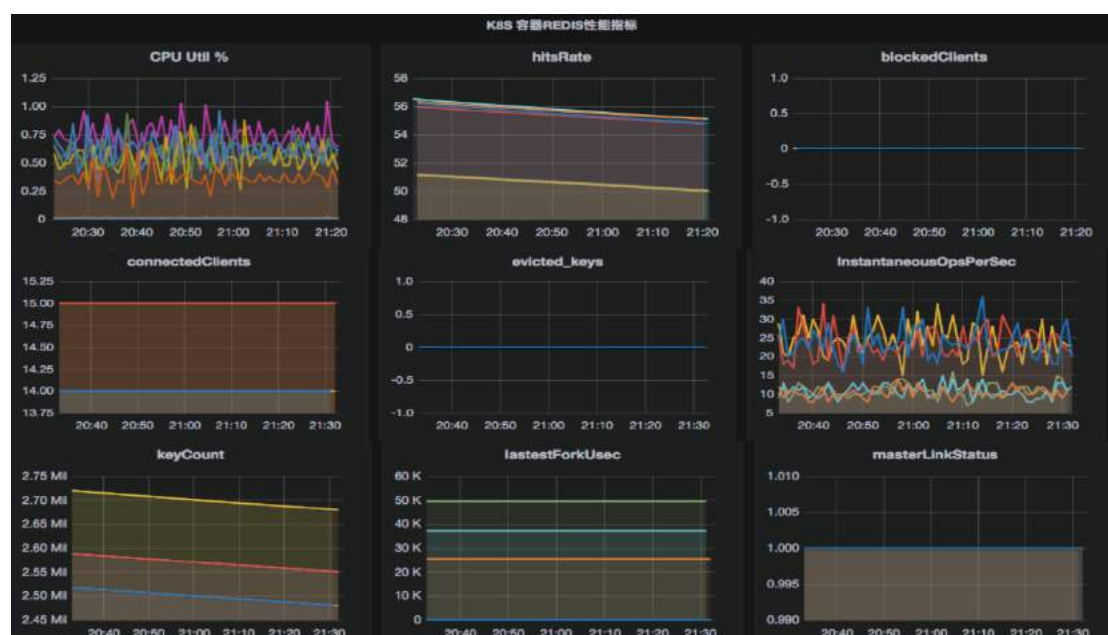 K8S 容器REDIS性能指标
CPU Util %
1.25
1.00
0.75
0.50
0.25
0
20:30 20:40 20:50 21:00 21:10 21:20
hitsRate
58
56
54
52
50
48
20:30 20:40 20:50 21:00 21:10 21:20
blockedClients
1.0
0.5
0
-0.5
-1.0
20:30 20:40 20:50 21:00 21:10 21:20
connectedClients
15.25
15.00
14.75
14.50
14.25
14.00
13.75
20:40 20:50 21:00 21:10 21:20 21:30
evicted_keys
1.0
0.5
0
-0.5
-1.0
20:40 20:50 21:00 21:10 21:20 21:30
InstantaneousOpsPerSec
40
35
30
25
20
15
10
5
20:40 20:50 21:00 21:10 21:20 21:30
keyCount
2.75 Mil
2.70 Mil
2.65 Mil
2.60 Mil
2.55 Mil
2.50 Mil
2.45 Mil
20:40 20:50 21:00 21:10 21:20 21:30
lastestForkUsec
60 K
50 K
40 K
30 K
20 K
10 K
0
20:40 20:50 21:00 21:10 21:20 21:30
masterLinkStatus
1.010
1.005
1.000
0.995
0.990
20:40 20:50 21:00 21:10 21:20 21:30